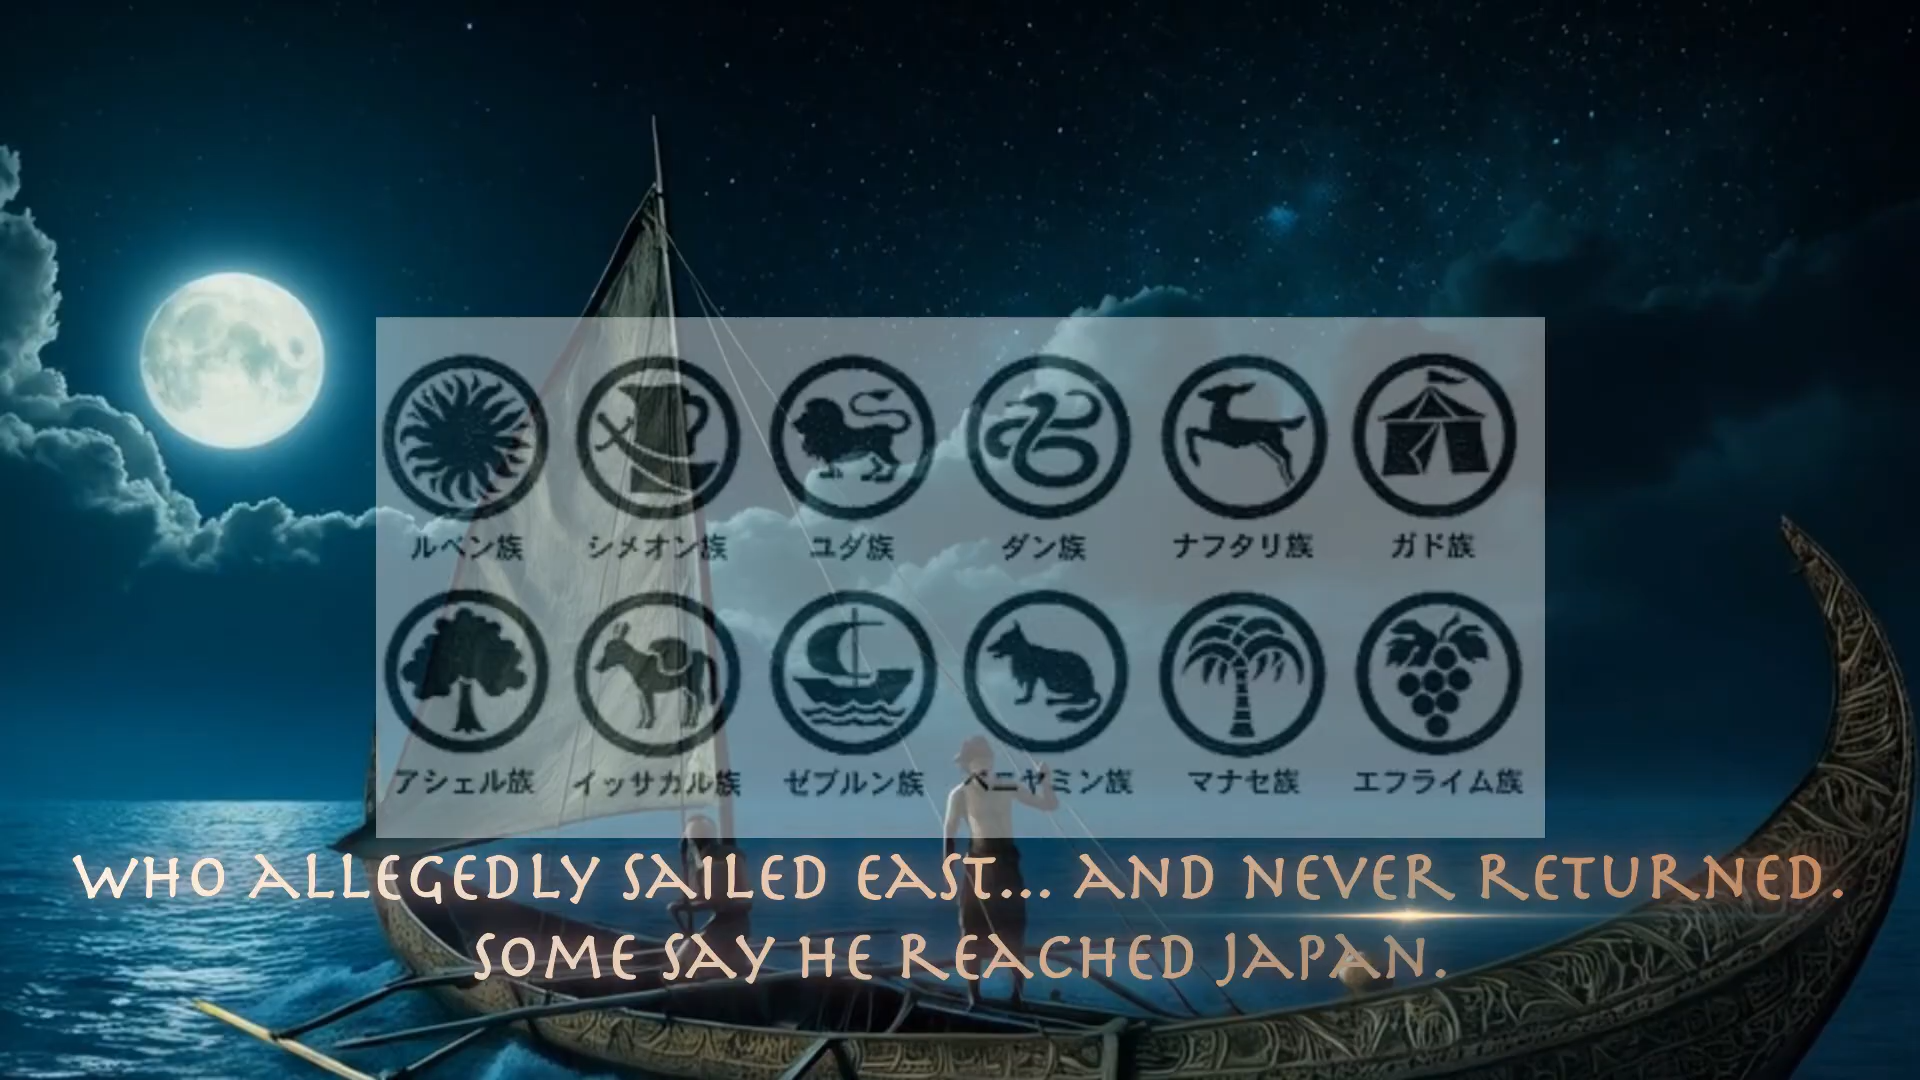 ルベン族 シメオン族 ユダ族 ダン族 ナフタリ族 ガド族
アシェル族 イッサカル族 ゼブルン族 ベニヤミン族 マナセ族 エフライム族
WHO ALLEGEDLY SAILED EAST... AND NEVER RETURNED.
SOME SAY HE REACHED JAPAN.